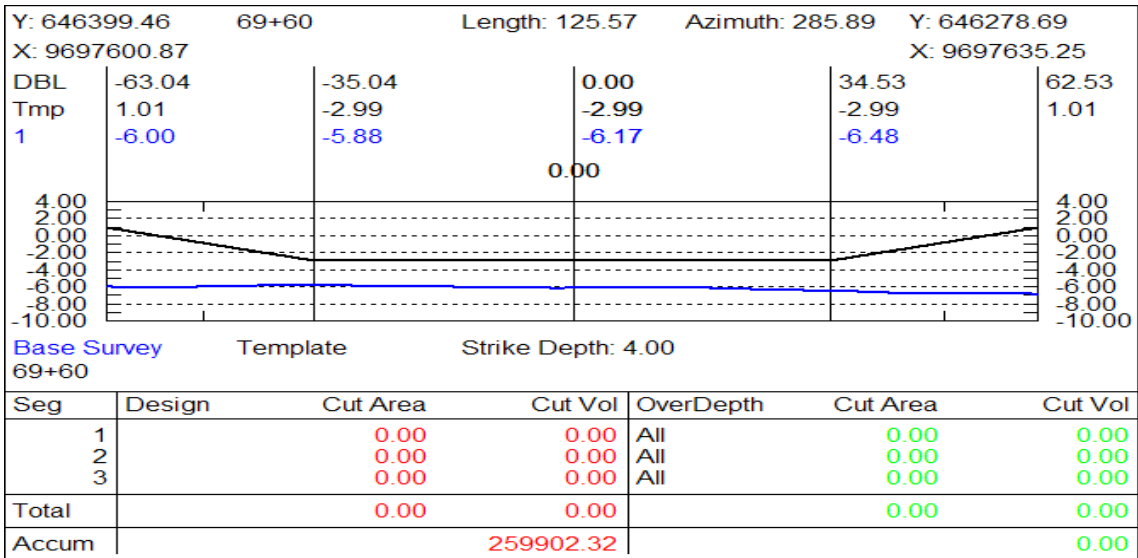 Y: 646399.46 69+60 Length: 125.57 Azimuth: 285.89 Y: 646278.69
X: 9697600.87 X: 9697635.25
DBL -63.04 -35.04 0.00 34.53 62.53
Tmp 1.01 -2.99 -2.99 -2.99 1.01
1 -6.00 -5.88 -6.17 -6.48
0.00
4.00 4.00
2.00 2.00
0.00 0.00
-2.00 -2.00
-4.00 -4.00
-6.00 -6.00
-8.00 -8.00
-10.00 -10.00
Base Survey Template Strike Depth: 4.00
69+60
Seg Design Cut Area Cut Vol OverDepth Cut Area Cut Vol
1 0.00 0.00 All 0.00 0.00
2 0.00 0.00 All 0.00 0.00
3 0.00 0.00 All 0.00 0.00
Total 0.00 0.00 0.00 0.00
Accum 259902.32 0.00